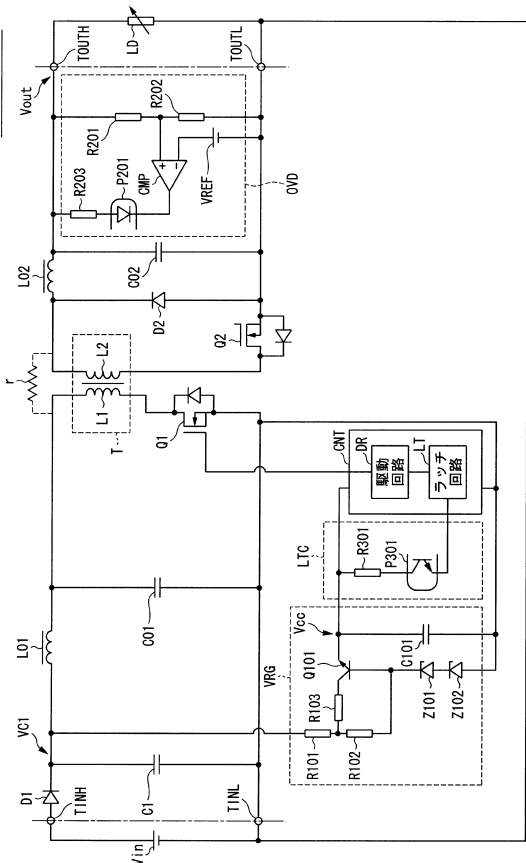 Vin
TINH
TINL
D1
VC1
C1
L01
C01
r
T
L1
L2
Q1
Q2
D2
L02
C02
R203
P201
R201
R202
CMP
+
−
VREF
OVD
Vout
TOUTH
TOUTL
LD
VRG
R101
R102
R103
Q101
Vcc
C101
Z101
Z102
LTC
R301
P301
CNT
DR
駆動
回路
LT
ラッチ
回路